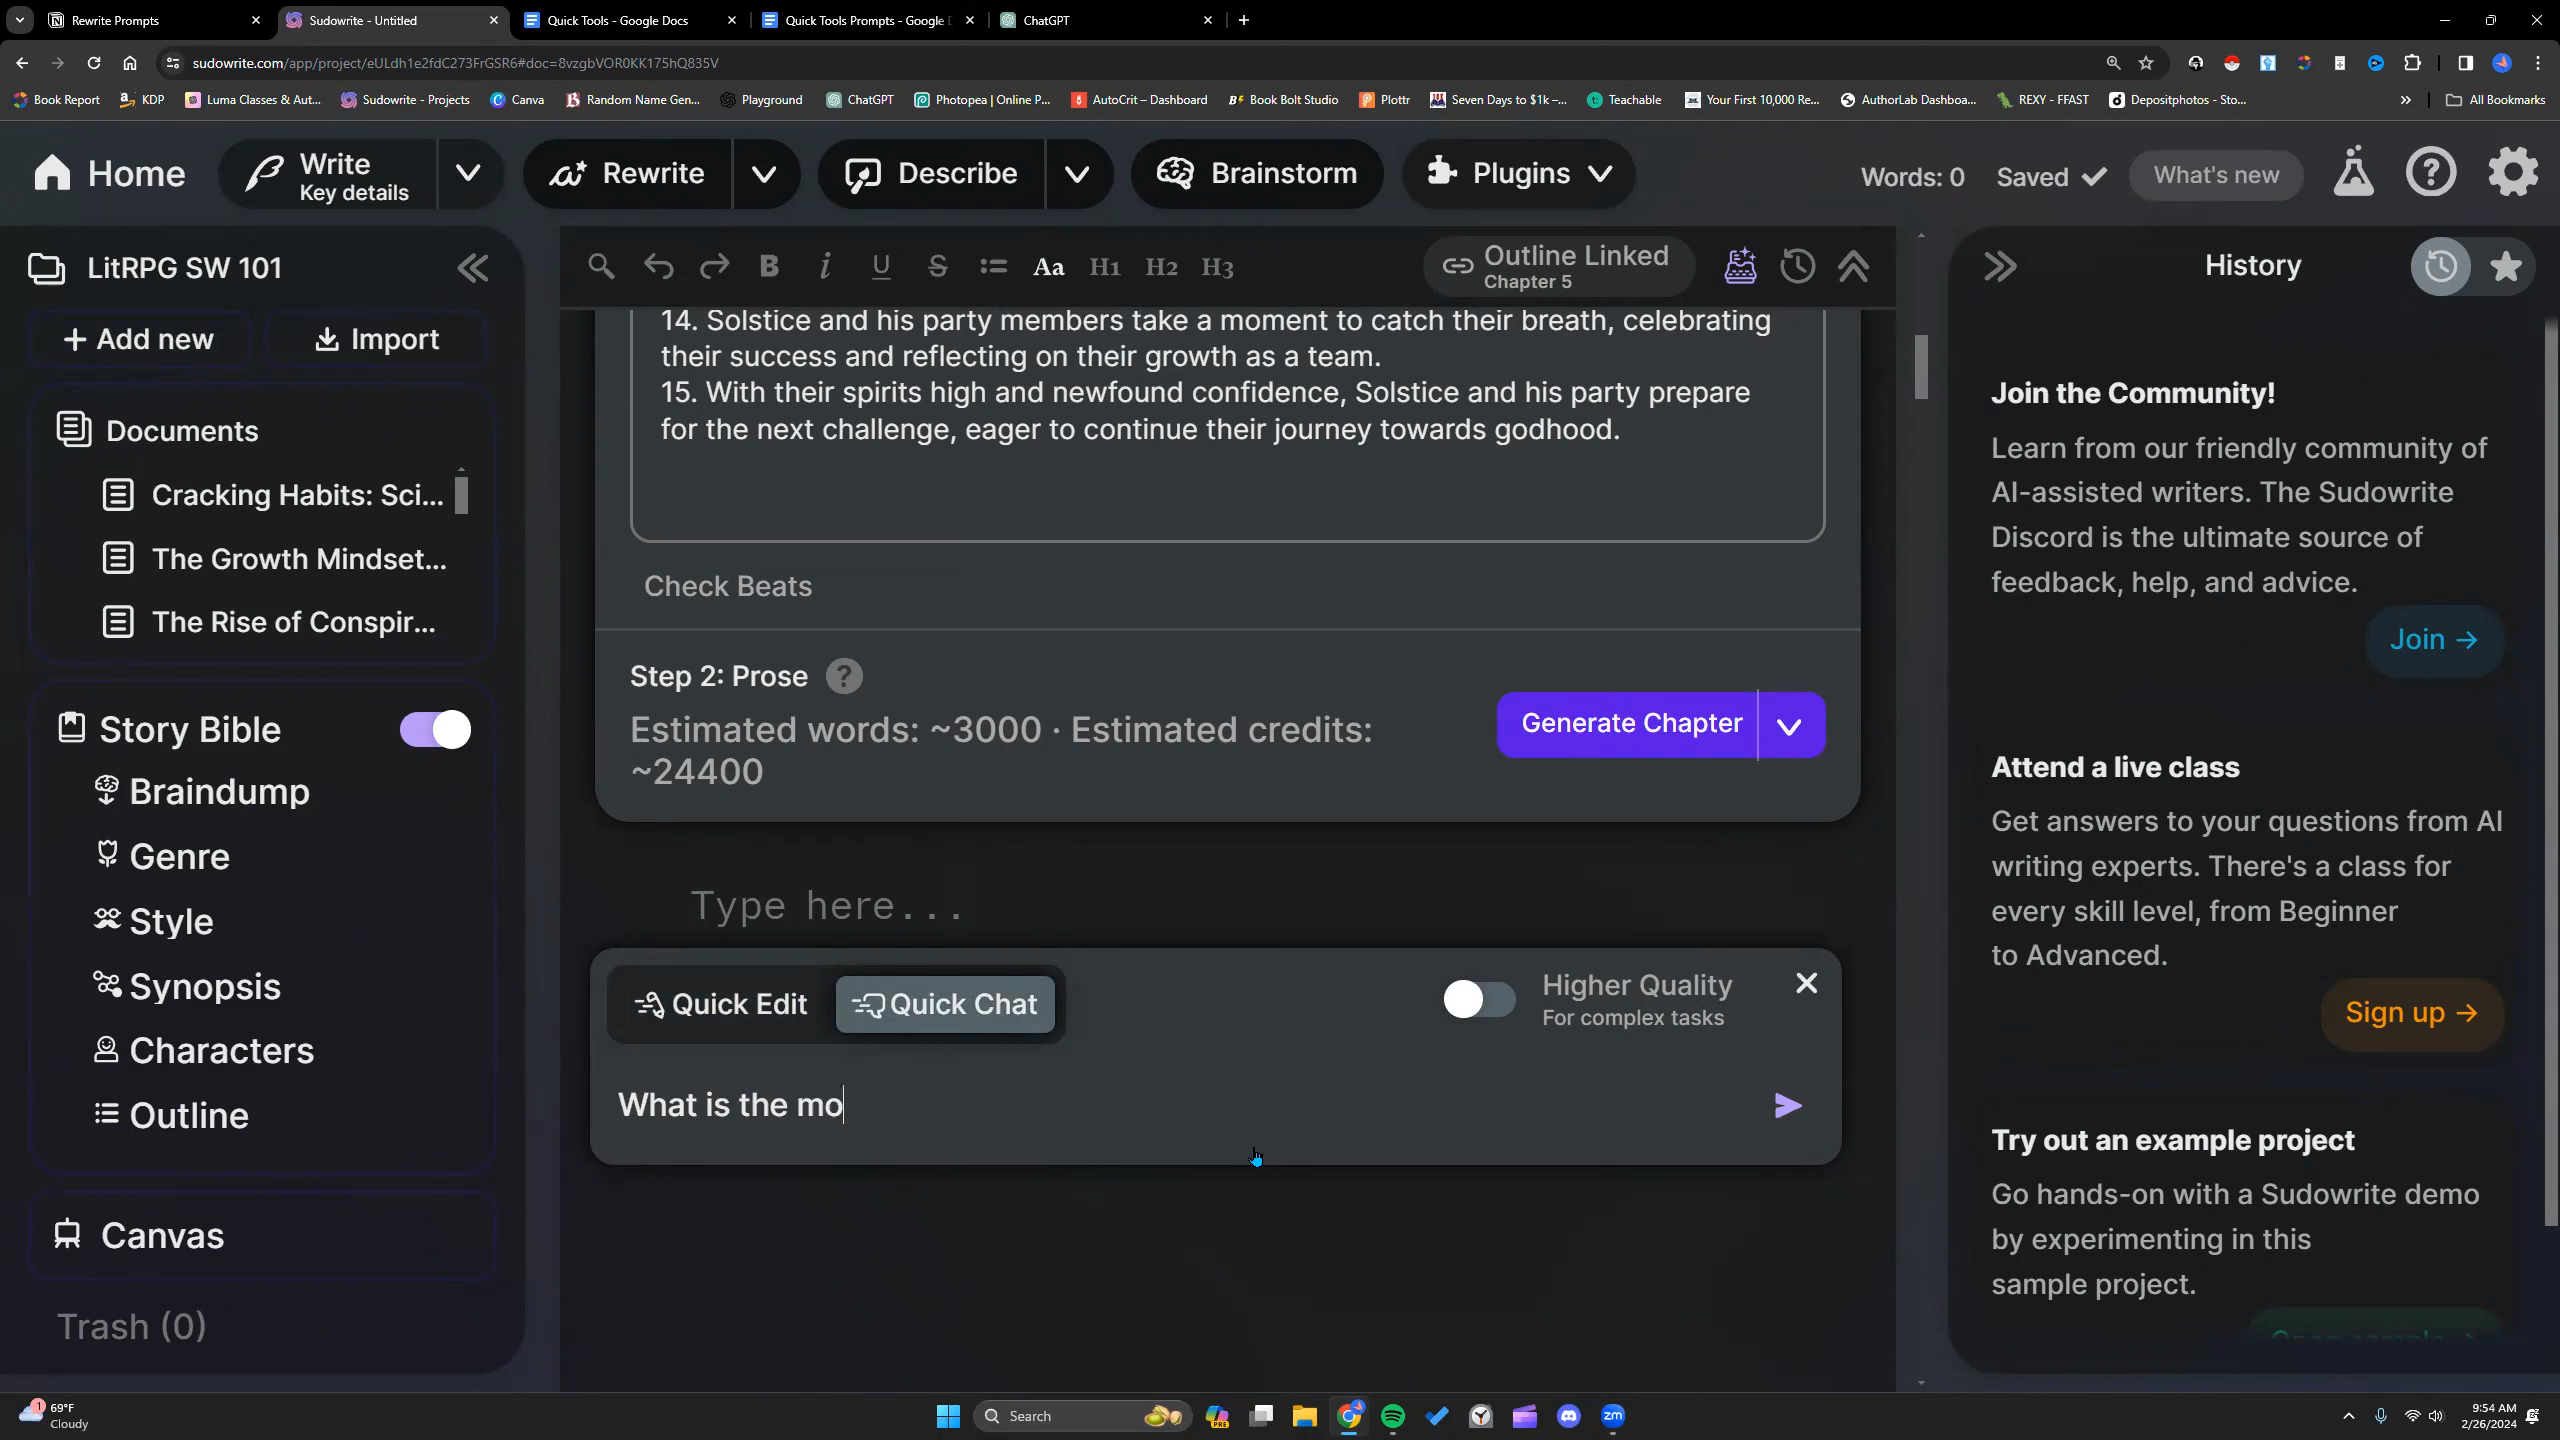 Rewrite Prompts
Sudowrite - Untitled
Quick Tools - Google Docs
Quick Tools Prompts - Google
ChatGPT
sudowrite.com/app/project/eULdh1e2fdC273FrGSR6#doc=8vzgbVOR0KK175hQ835V
Book Report
KDP
Luma Classes & Aut...
Sudowrite - Projects
Canva
Random Name Gen...
Playground
ChatGPT
Photopea | Online P...
AutoCrit – Dashboard
Book Bolt Studio
Plottr
Seven Days to $1k –...
Teachable
Your First 10,000 Re...
AuthorLab Dashboa...
REXY - FFAST
Depositphotos - Sto...
All Bookmarks
Home
Write
Key details
Rewrite
Describe
Brainstorm
Plugins
Words: 0
Saved
What's new
LitRPG SW 101
Add new
Import
Documents
Cracking Habits: Sci...
The Growth Mindset...
The Rise of Conspir...
Story Bible
Braindump
Genre
Style
Synopsis
Characters
Outline
Canvas
Trash (0)
B i U S Aa H1 H2 H3
Outline Linked
Chapter 5
14. Solstice and his party members take a moment to catch their breath, celebrating
their success and reflecting on their growth as a team.
15. With their spirits high and newfound confidence, Solstice and his party prepare
for the next challenge, eager to continue their journey towards godhood.
Check Beats
Step 2: Prose ?
Estimated words: ~3000 · Estimated credits:
~24400
Generate Chapter
Type here...
Quick Edit
Quick Chat
Higher Quality
For complex tasks
What is the mo
History
Join the Community!
Learn from our friendly community of
AI-assisted writers. The Sudowrite
Discord is the ultimate source of
feedback, help, and advice.
Join →
Attend a live class
Get answers to your questions from AI
writing experts. There's a class for
every skill level, from Beginner
to Advanced.
Sign up →
Try out an example project
Go hands-on with a Sudowrite demo
by experimenting in this
sample project.
1
69°F
Cloudy
Search
PRE
zm
9:54 AM
2/26/2024